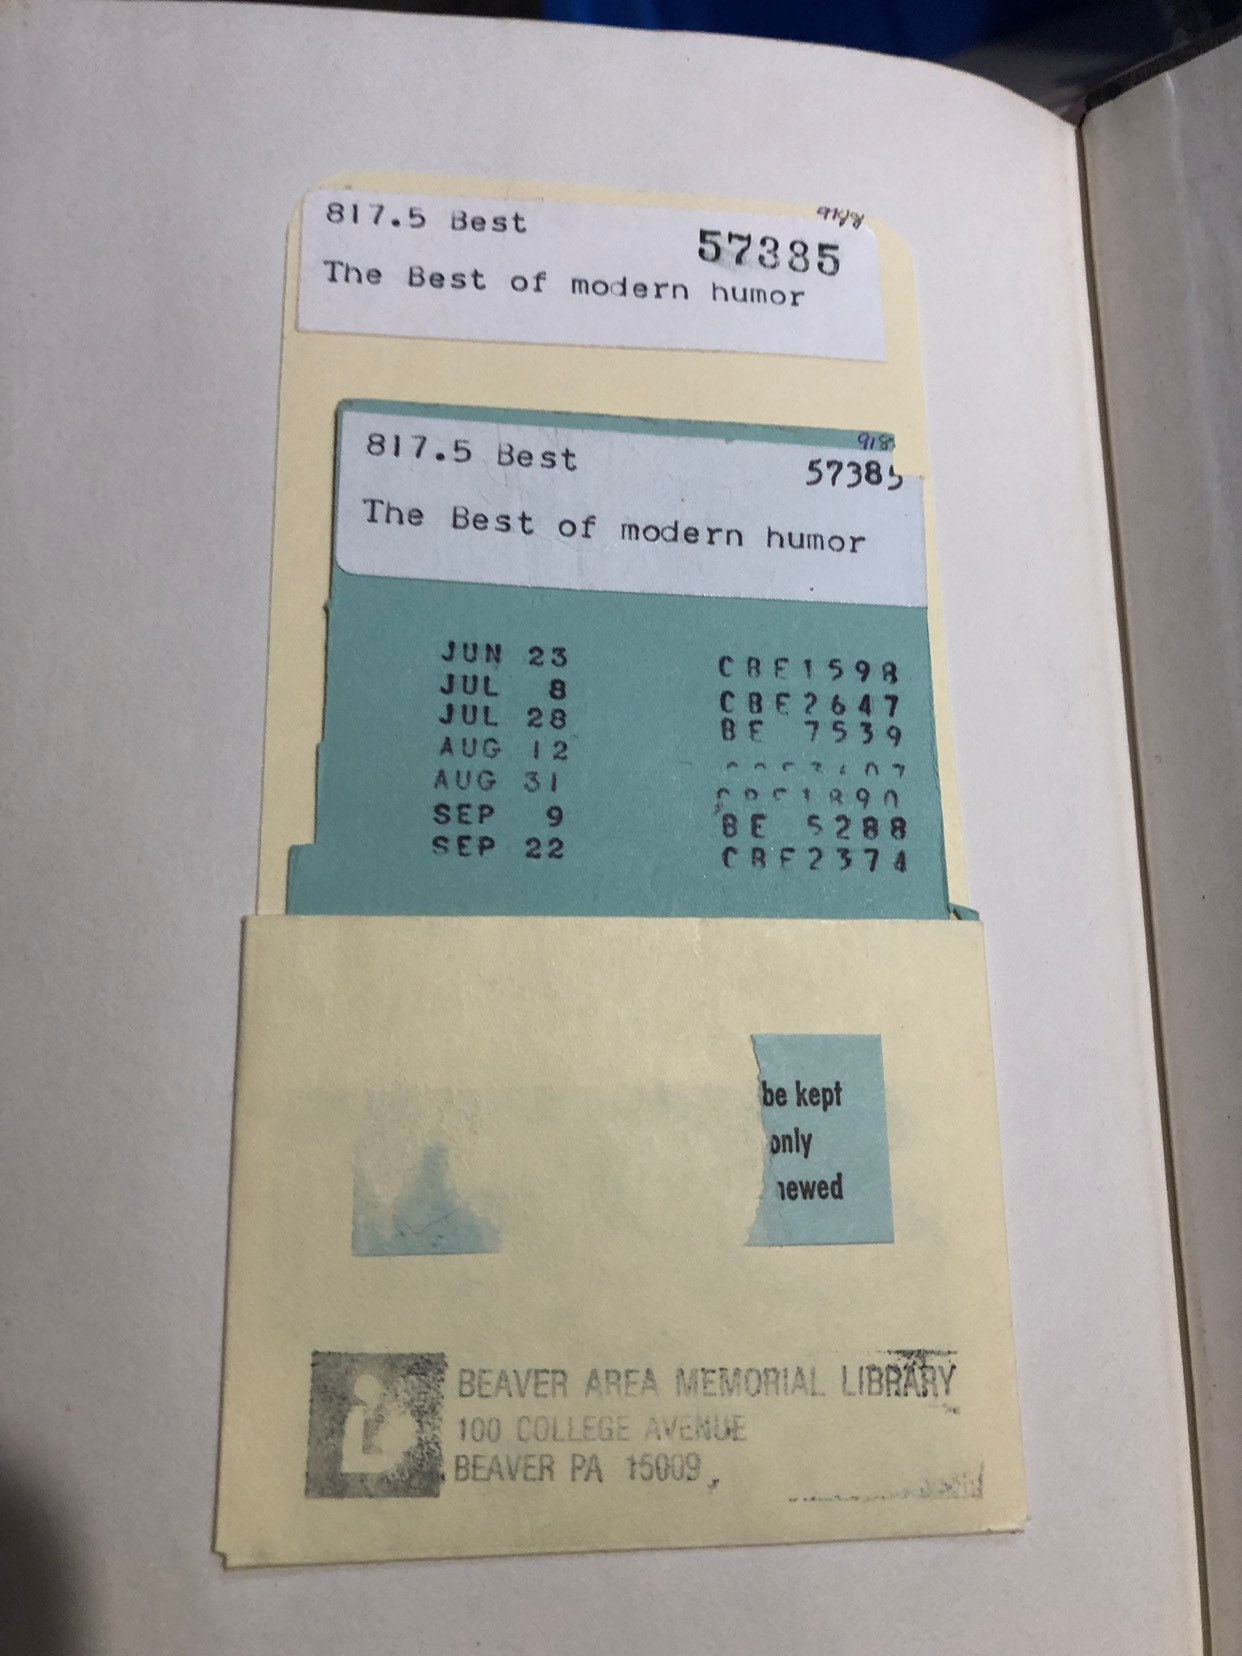 817.5 Best
57385
The Best of modern humor
817.5 Best
918
57385
The Best of modern humor
JUN 23 CBE1598
JUL 8 CBE2647
JUL 28 BE 7539
AUG 12
AUG 31
SEP 9 BE 5288
SEP 22 CBE2374
be kept
only
newed
BEAVER AREA MEMORIAL LIBRARY
100 COLLEGE AVENUE
BEAVER PA 15009